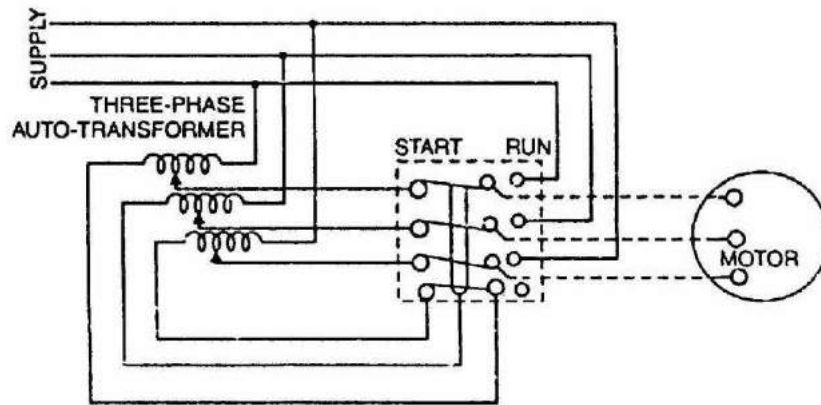 SUPPLY
THREE-PHASE
AUTO-TRANSFORMER
START
RUN
MOTOR